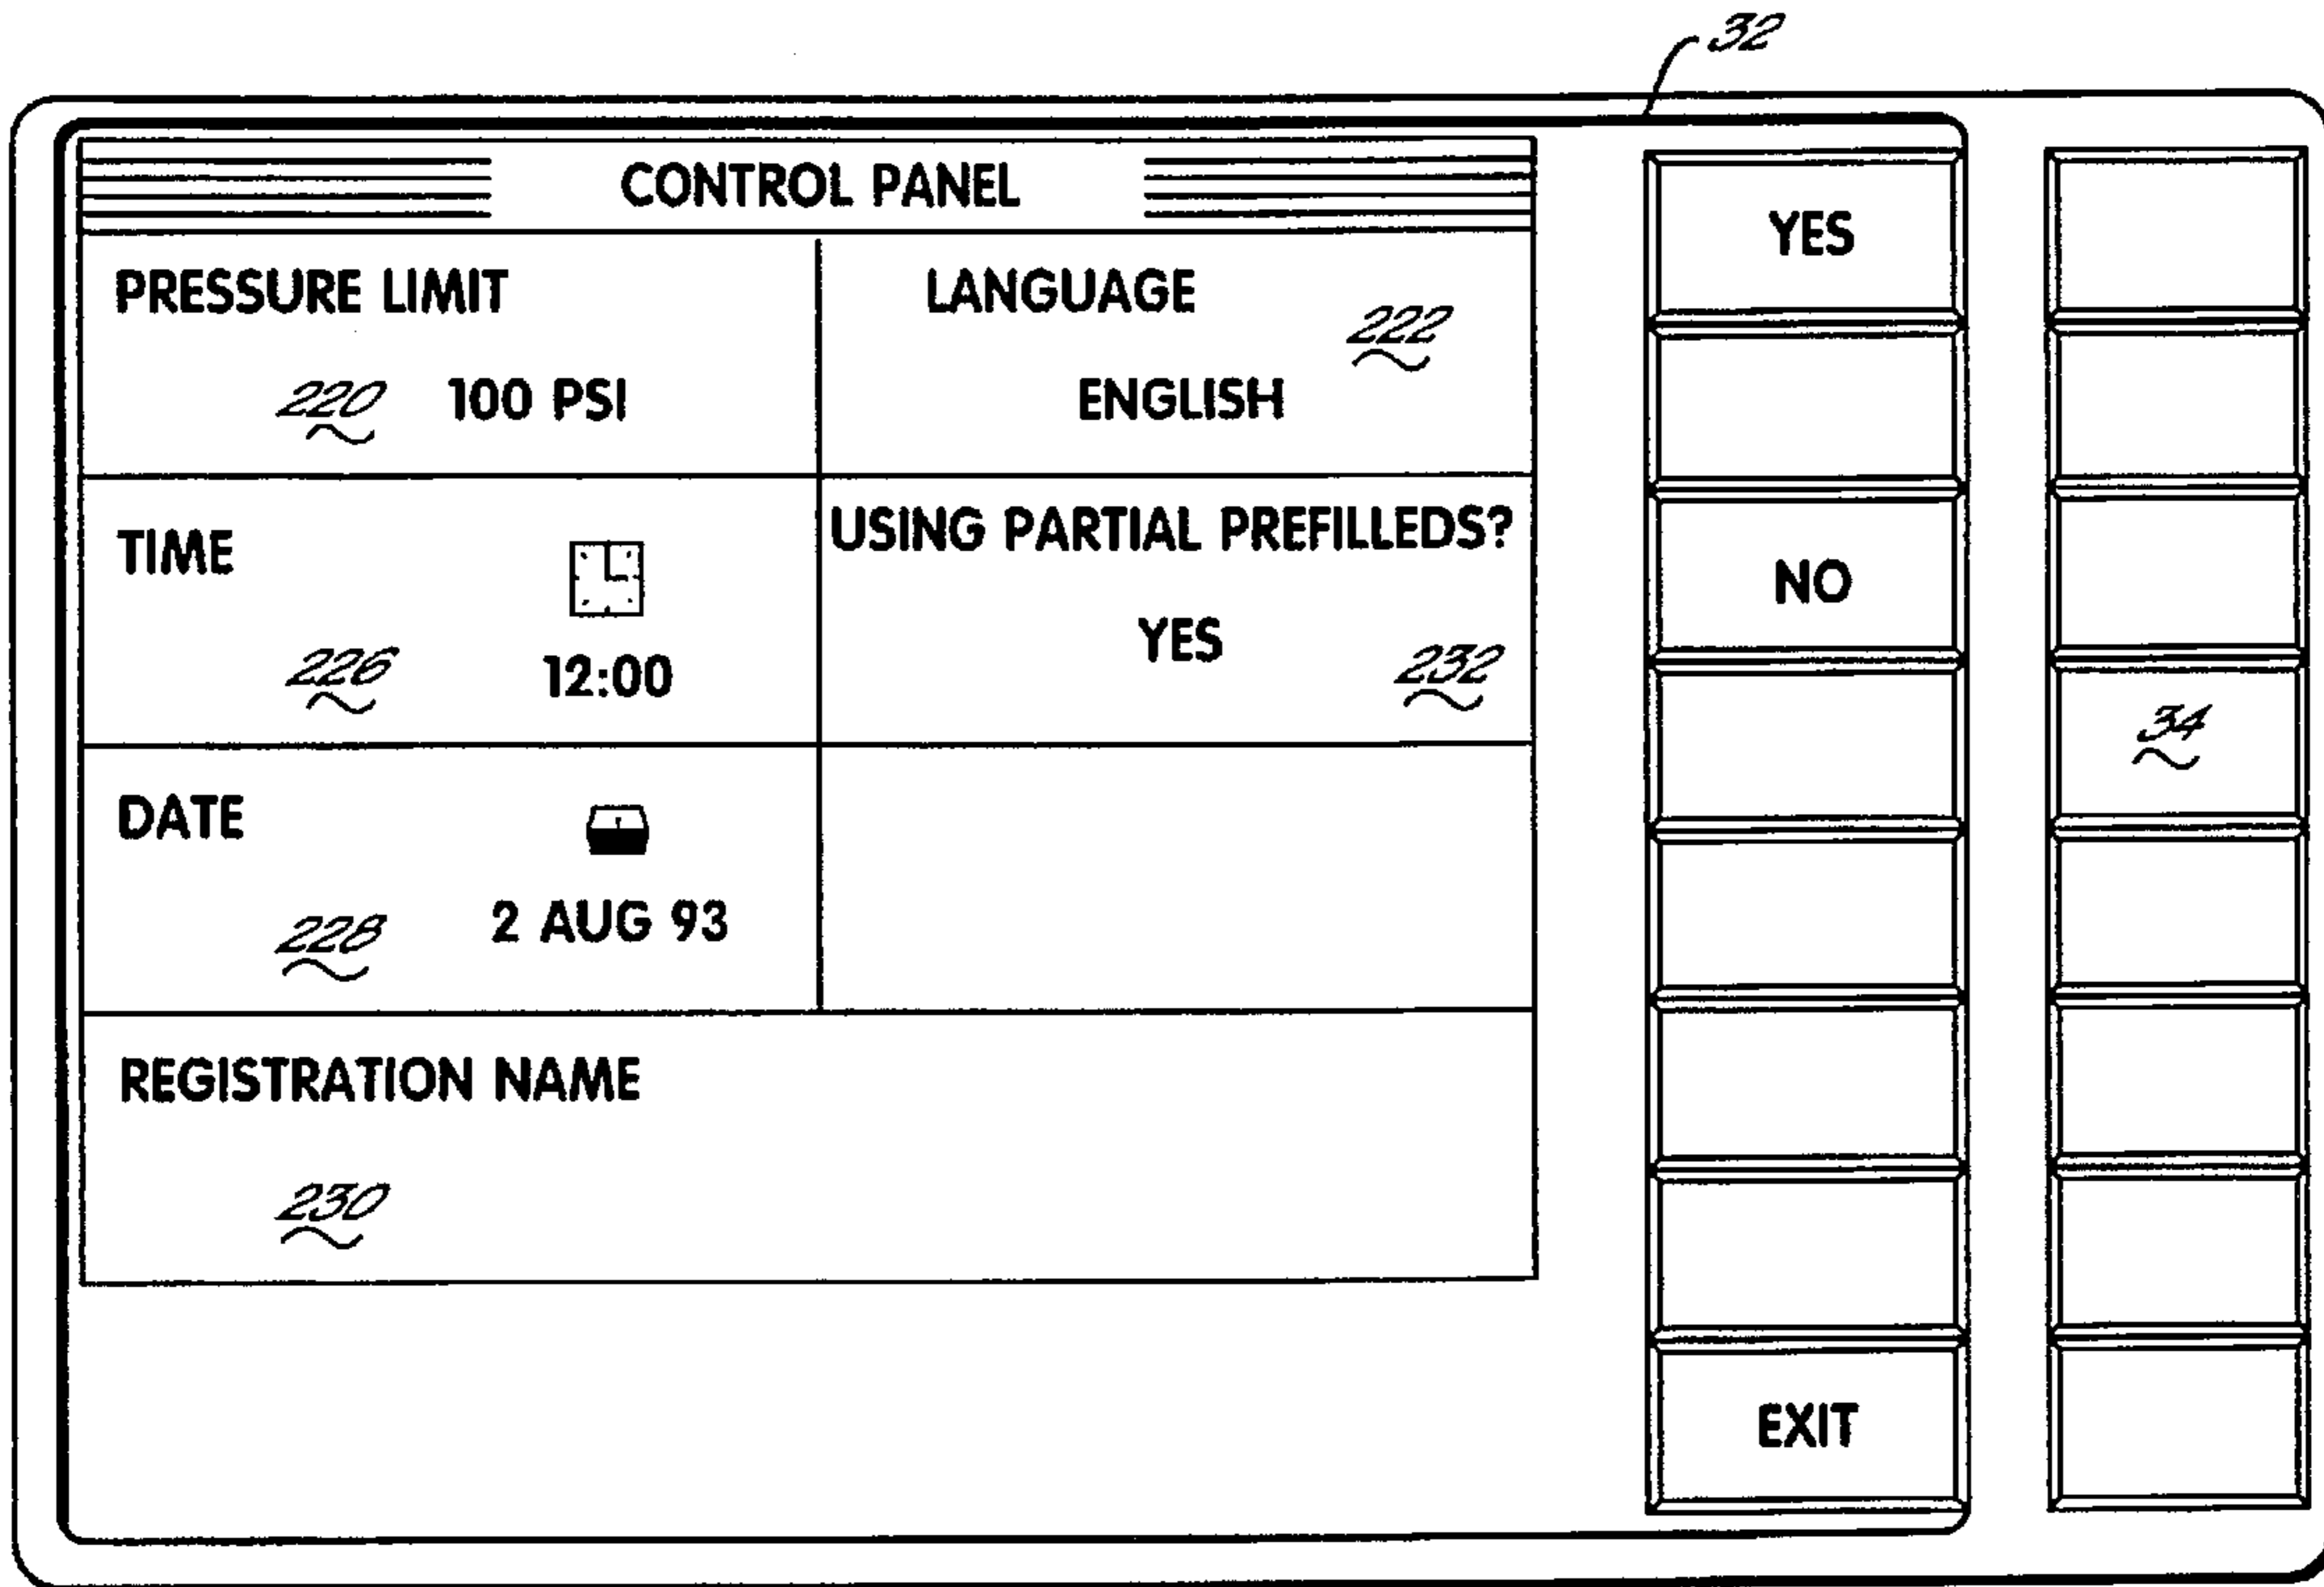 32
CONTROL PANEL
PRESSURE LIMIT
220 100 PSI
LANGUAGE
222
ENGLISH
TIME
226 12:00
USING PARTIAL PREFILLEDS?
YES
232
DATE
228 2 AUG 93
REGISTRATION NAME
230
YES
NO
EXIT
34